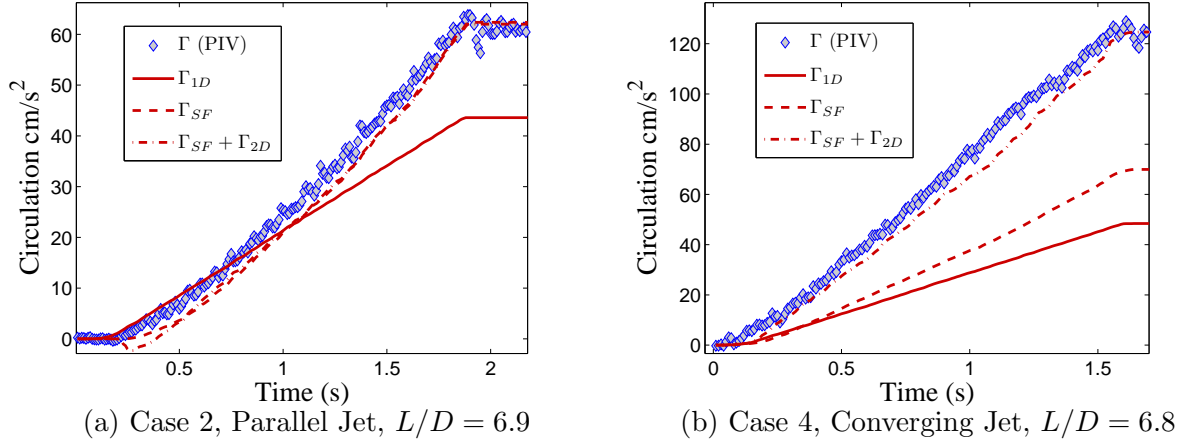 Circulation cm/s²
60
50
40
30
20
10
0
0.5
1
1.5
2
Time (s)
Γ (PIV)
Γ1D
ΓSF
ΓSF + Γ2D
(a) Case 2, Parallel Jet, L/D = 6.9
Circulation cm/s²
120
100
80
60
40
20
0
0
0.5
1
1.5
Time (s)
Γ (PIV)
Γ1D
ΓSF
ΓSF + Γ2D
(b) Case 4, Converging Jet, L/D = 6.8